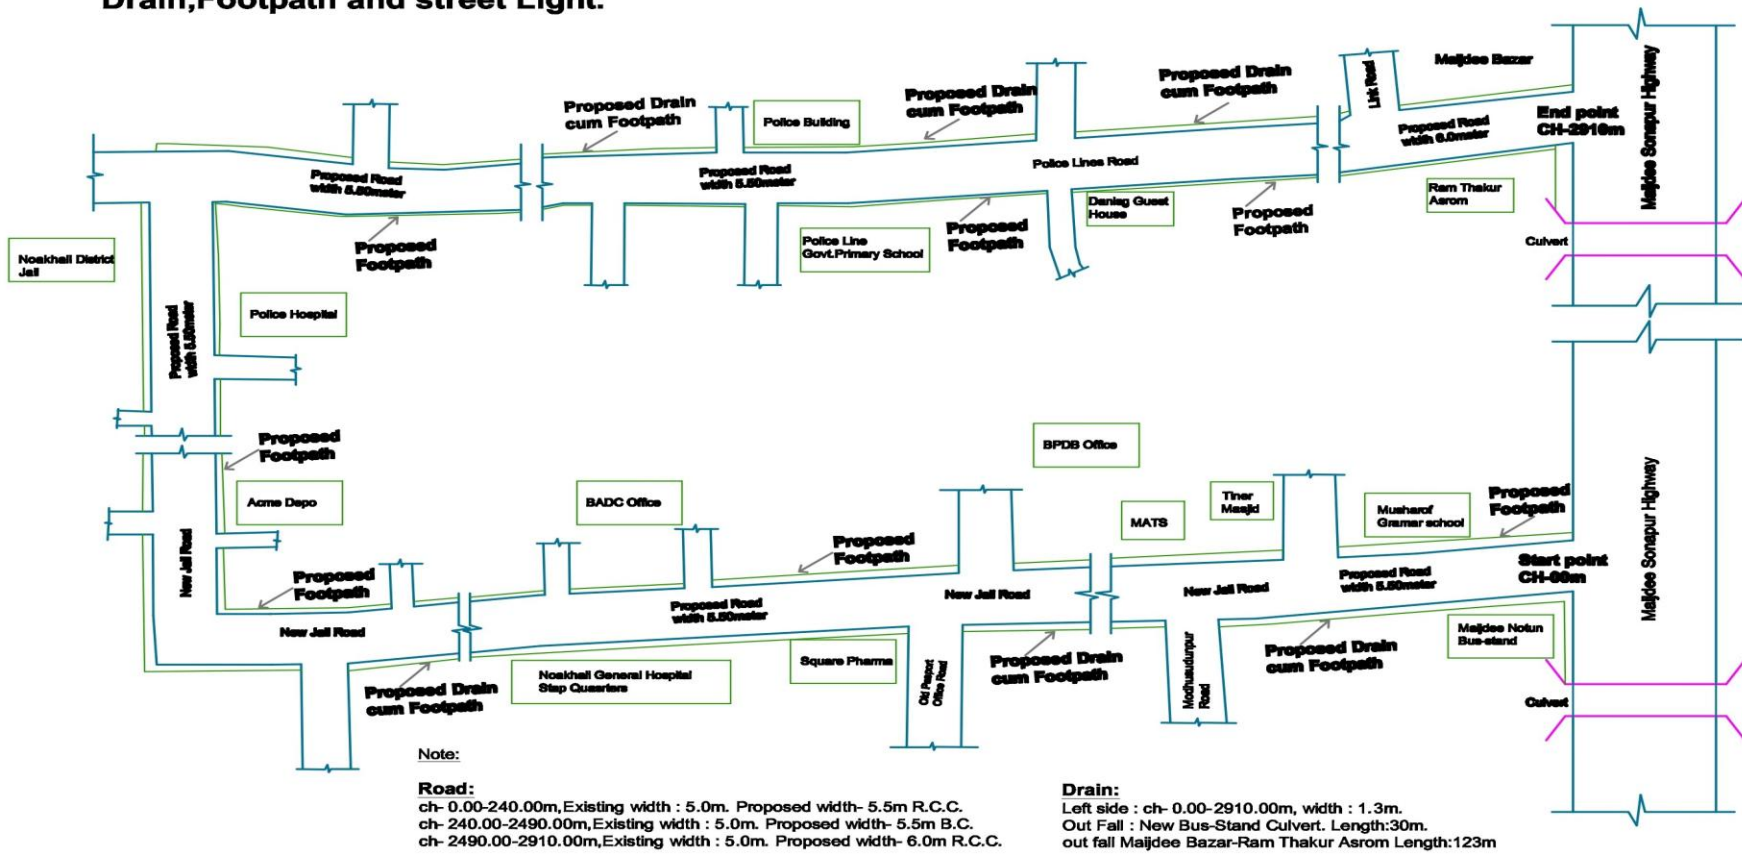 Drain,Footpath and street Light.
Maijdee Bazar
Link Road
Proposed Drain
cum Footpath
Proposed Drain
cum Footpath
Proposed Drain
cum Footpath
Police Building
End point
CH-2910m
Maijdee Sonapur Highway
Proposed Road
width 6.0meter
Police Lines Road
Proposed Road
width 5.50meter
Proposed Road
width 5.50meter
Ram Thakur
Asrom
Daniag Guest
House
Proposed
Footpath
Proposed
Footpath
Proposed
Footpath
Police Line
Govt.Primary School
Culvert
Noakhali District
Jail
Police Hospital
Proposed Road
width 5.50meter
Proposed
Footpath
BPDB Office
Acme Depo
BADC Office
MATS
Tiner
Masjid
Musharof
Gramar school
Proposed
Footpath
Maijdee Sonapur Highway
Proposed
Footpath
Start point
CH-00m
New Jail Road
Proposed
Footpath
Proposed Road
width 5.50meter
New Jail Road
New Jail Road
Proposed Road
width 5.50meter
New Jail Road
Maijdee Notun
Bus-stand
Proposed Drain
cum Footpath
Proposed Drain
cum Footpath
Square Pharma
Noakhali General Hospital
Stap Quaarters
Proposed Drain
cum Footpath
Old Pasport
Office Road
Modhusudunpur
Road
Culvert
Note:
Road:
ch- 0.00-240.00m,Existing width : 5.0m. Proposed width- 5.5m R.C.C.
ch- 240.00-2490.00m,Existing width : 5.0m. Proposed width- 5.5m B.C.
ch- 2490.00-2910.00m,Existing width : 5.0m. Proposed width- 6.0m R.C.C.
Drain:
Left side : ch- 0.00-2910.00m, width : 1.3m.
Out Fall : New Bus-Stand Culvert. Length:30m.
out fall Maijdee Bazar-Ram Thakur Asrom Length:123m